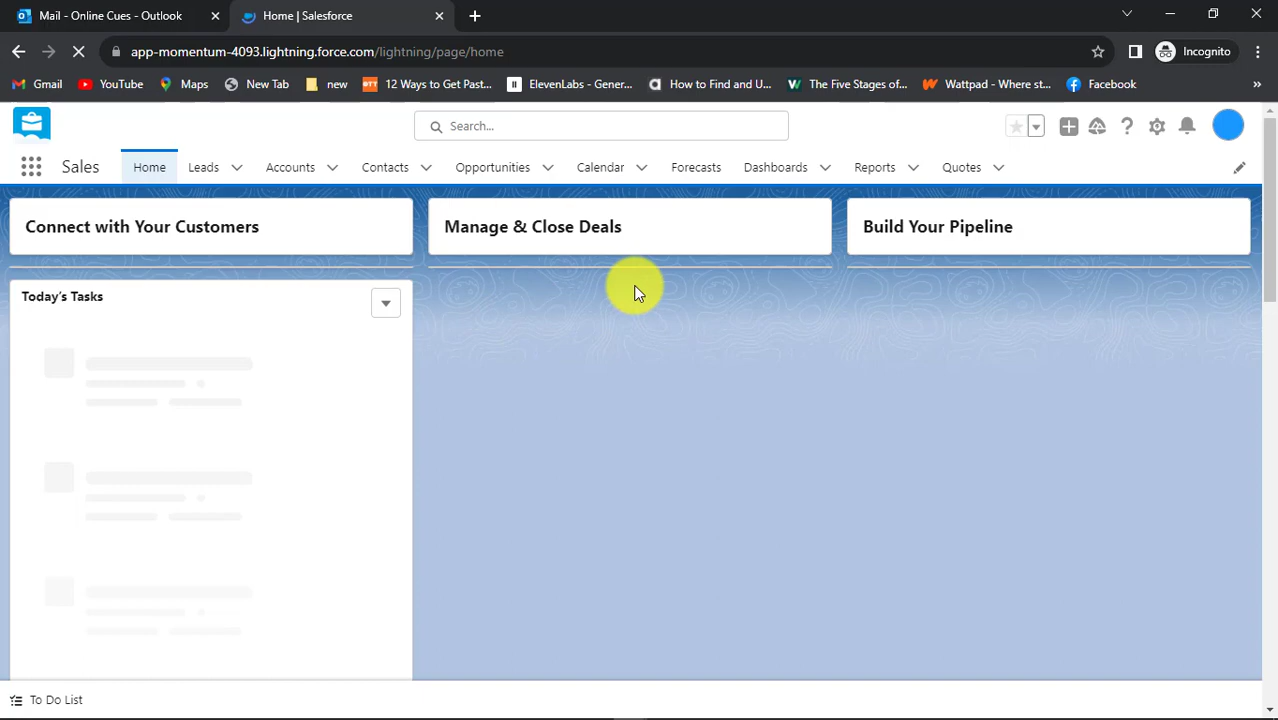 Mail - Online Cues - Outlook
Home | Salesforce
app-momentum-4093.lightning.force.com/lightning/page/home
Incognito
Gmail
YouTube
Maps
New Tab
new
OTT
12 Ways to Get Past...
ElevenLabs - Gener...
How to Find and U...
The Five Stages of...
Wattpad - Where st...
Facebook
Search...
Sales
Home
Leads
Accounts
Contacts
Opportunities
Calendar
Forecasts
Dashboards
Reports
Quotes
Connect with Your Customers
Manage & Close Deals
Build Your Pipeline
Today's Tasks
To Do List